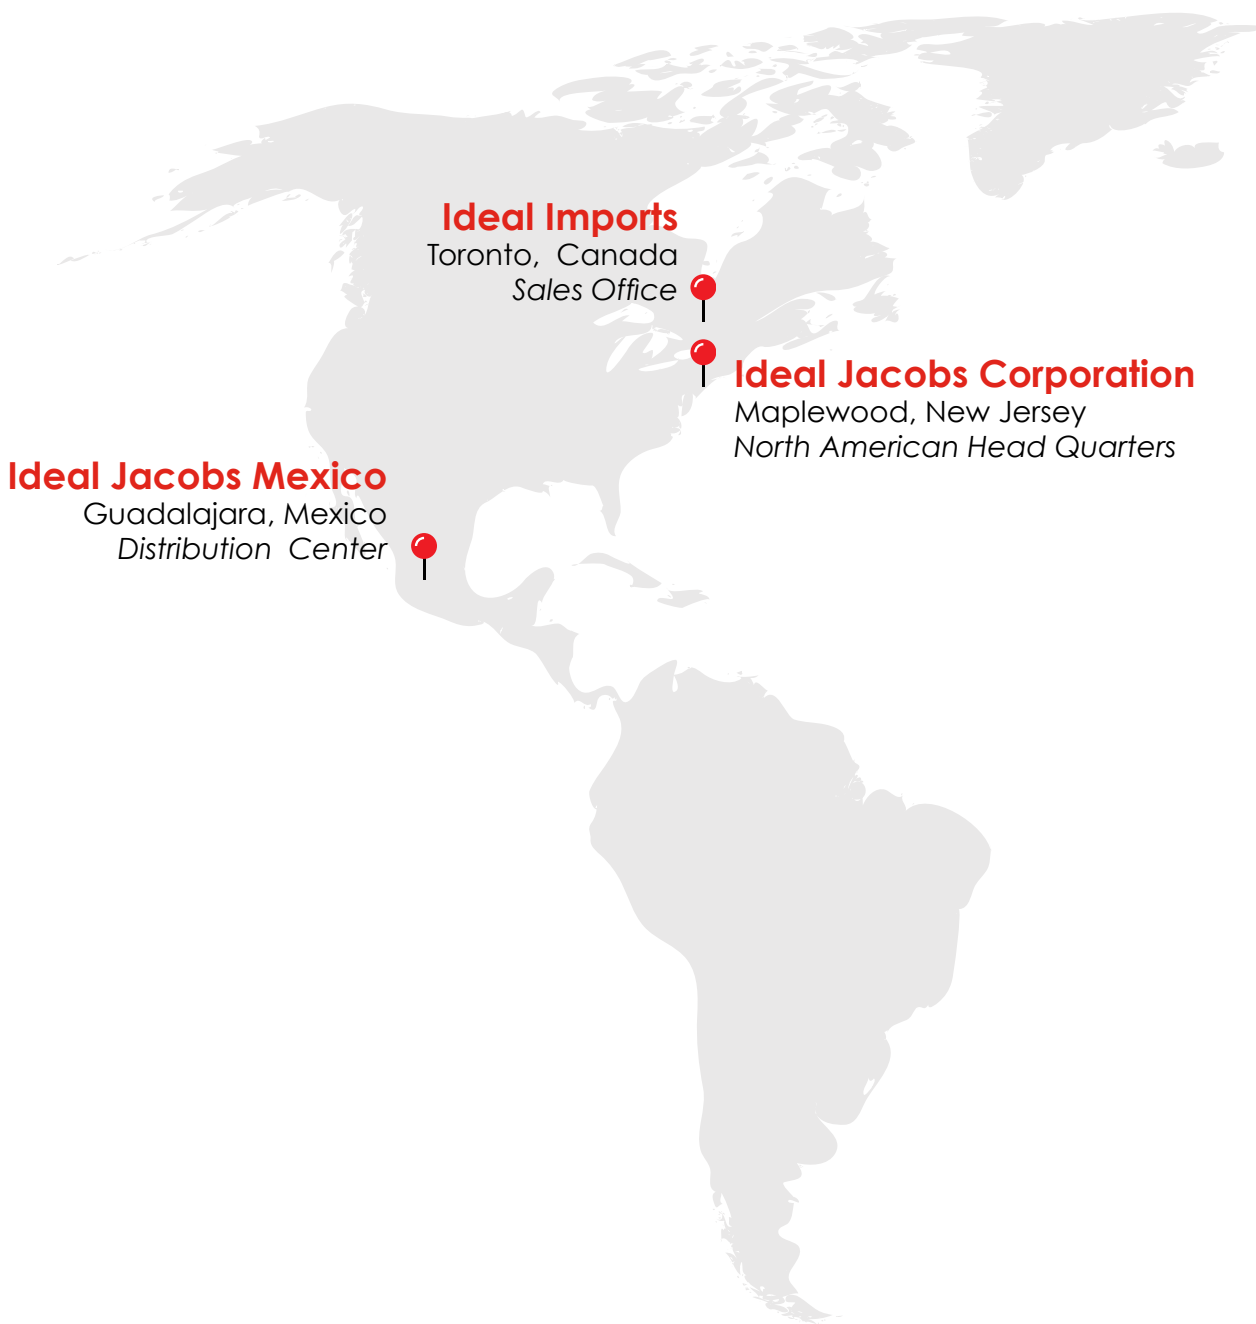 Ideal Imports
Toronto, Canada
Sales Office
Ideal Jacobs Corporation
Maplewood, New Jersey
North American Head Quarters
Ideal Jacobs Mexico
Guadalajara, Mexico
Distribution Center